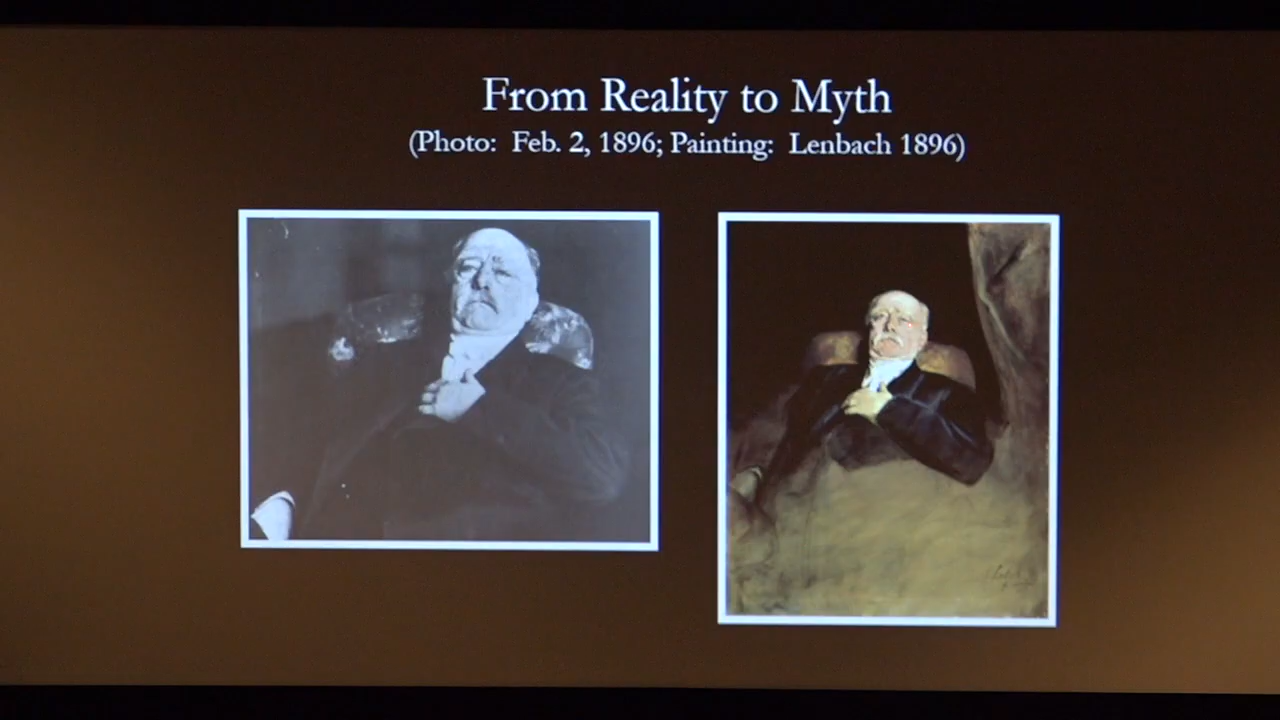 From Reality to Myth
(Photo:  Feb. 2, 1896; Painting:  Lenbach 1896)